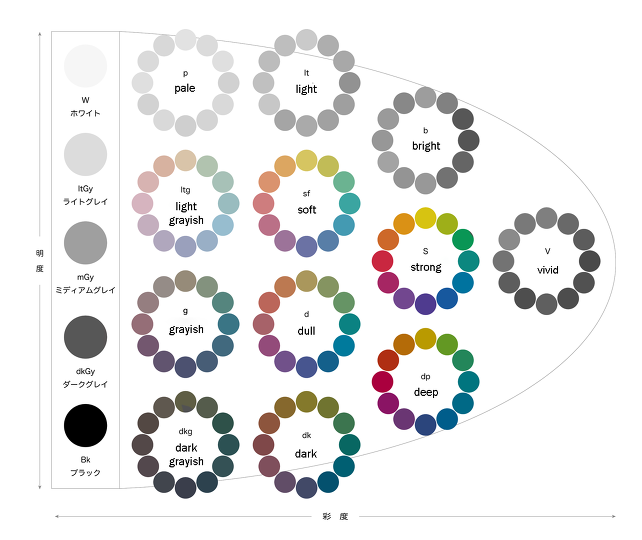 W
ホワイト
ltGy
ライトグレイ
mGy
ミディアムグレイ
dkGy
ダークグレイ
Bk
ブラック
明
度
p
pale
lt
light
b
bright
ltg
light
grayish
sf
soft
S
strong
V
vivid
g
grayish
d
dull
dp
deep
dkg
dark
grayish
dk
dark
彩 度